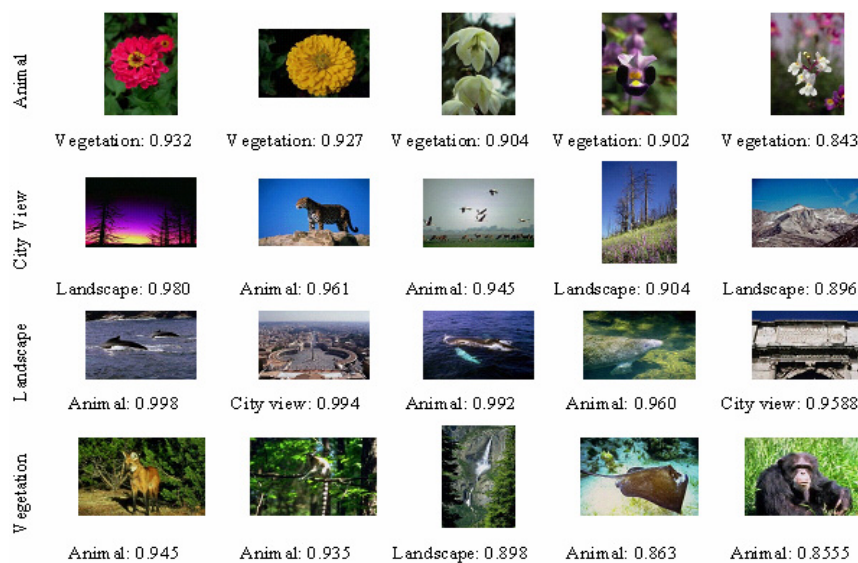 Animal
Vegetation: 0.932 Vegetation: 0.927 Vegetation: 0.904 Vegetation: 0.902 Vegetation: 0.843
City View
Landscape: 0.980 Animal: 0.961 Animal: 0.945 Landscape: 0.904 Landscape: 0.896
Landscape
Animal: 0.998 City view: 0.994 Animal: 0.992 Animal: 0.960 City view: 0.9588
Vegetation
Animal: 0.945 Animal: 0.935 Landscape: 0.898 Animal: 0.863 Animal: 0.8555